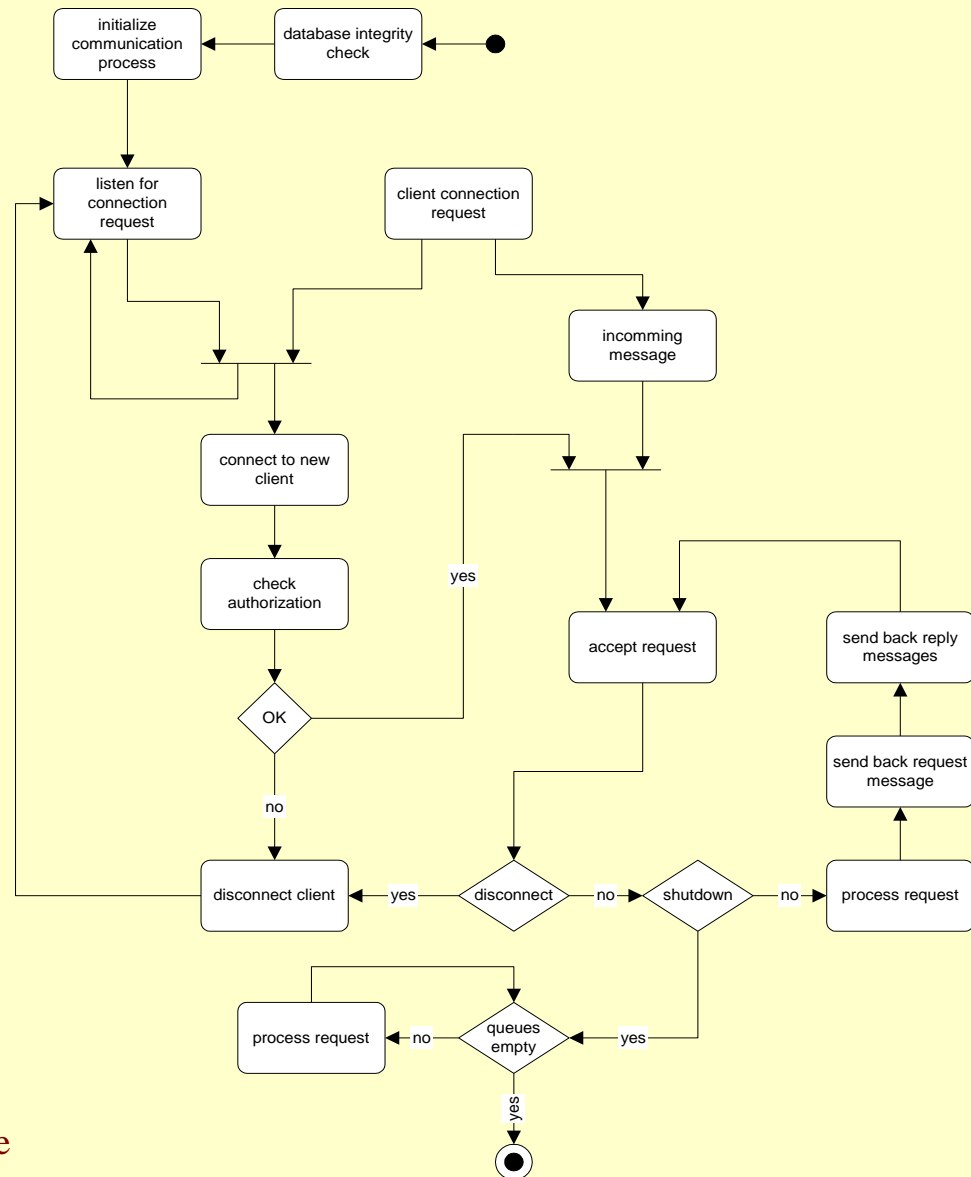 initialize
communication
process
database integrity
check
listen for
connection
request
client connection
request
incomming
message
connect to new
client
yes
check
authorization
accept request
send back reply
messages
OK
send back request
message
no
disconnect client
yes
disconnect
no
shutdown
no
process request
process request
no
queues
empty
yes
yes
e